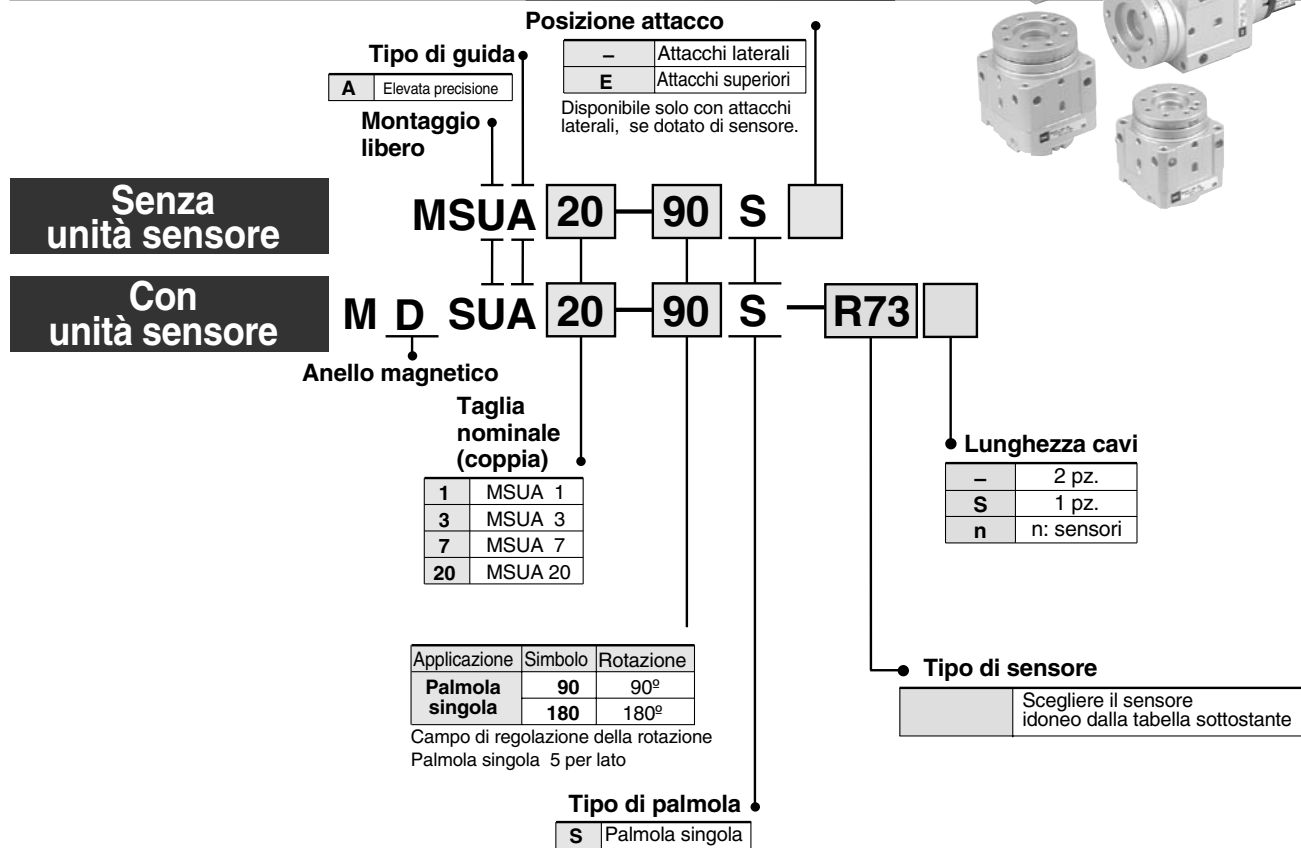 Posizione attacco
– Attacchi laterali
E Attacchi superiori
Disponibile solo con attacchi
laterali, se dotato di sensore.
Tipo di guida
A Elevata precisione
Montaggio
libero
Senza
unità sensore
MSUA 20 — 90 S
Con
unità sensore
M D SUA 20 — 90 S — R73
Anello magnetico
Taglia
nominale
(coppia)
1 MSUA 1
3 MSUA 3
7 MSUA 7
20 MSUA 20
Lunghezza cavi
– 2 pz.
S 1 pz.
n n: sensori
Applicazione Simbolo Rotazione
Palmola
singola
90 90º
180 180º
Campo di regolazione della rotazione
Palmola singola 5 per lato
Tipo di sensore
Scegliere il sensore
idoneo dalla tabella sottostante
Tipo di palmola
S Palmola singola